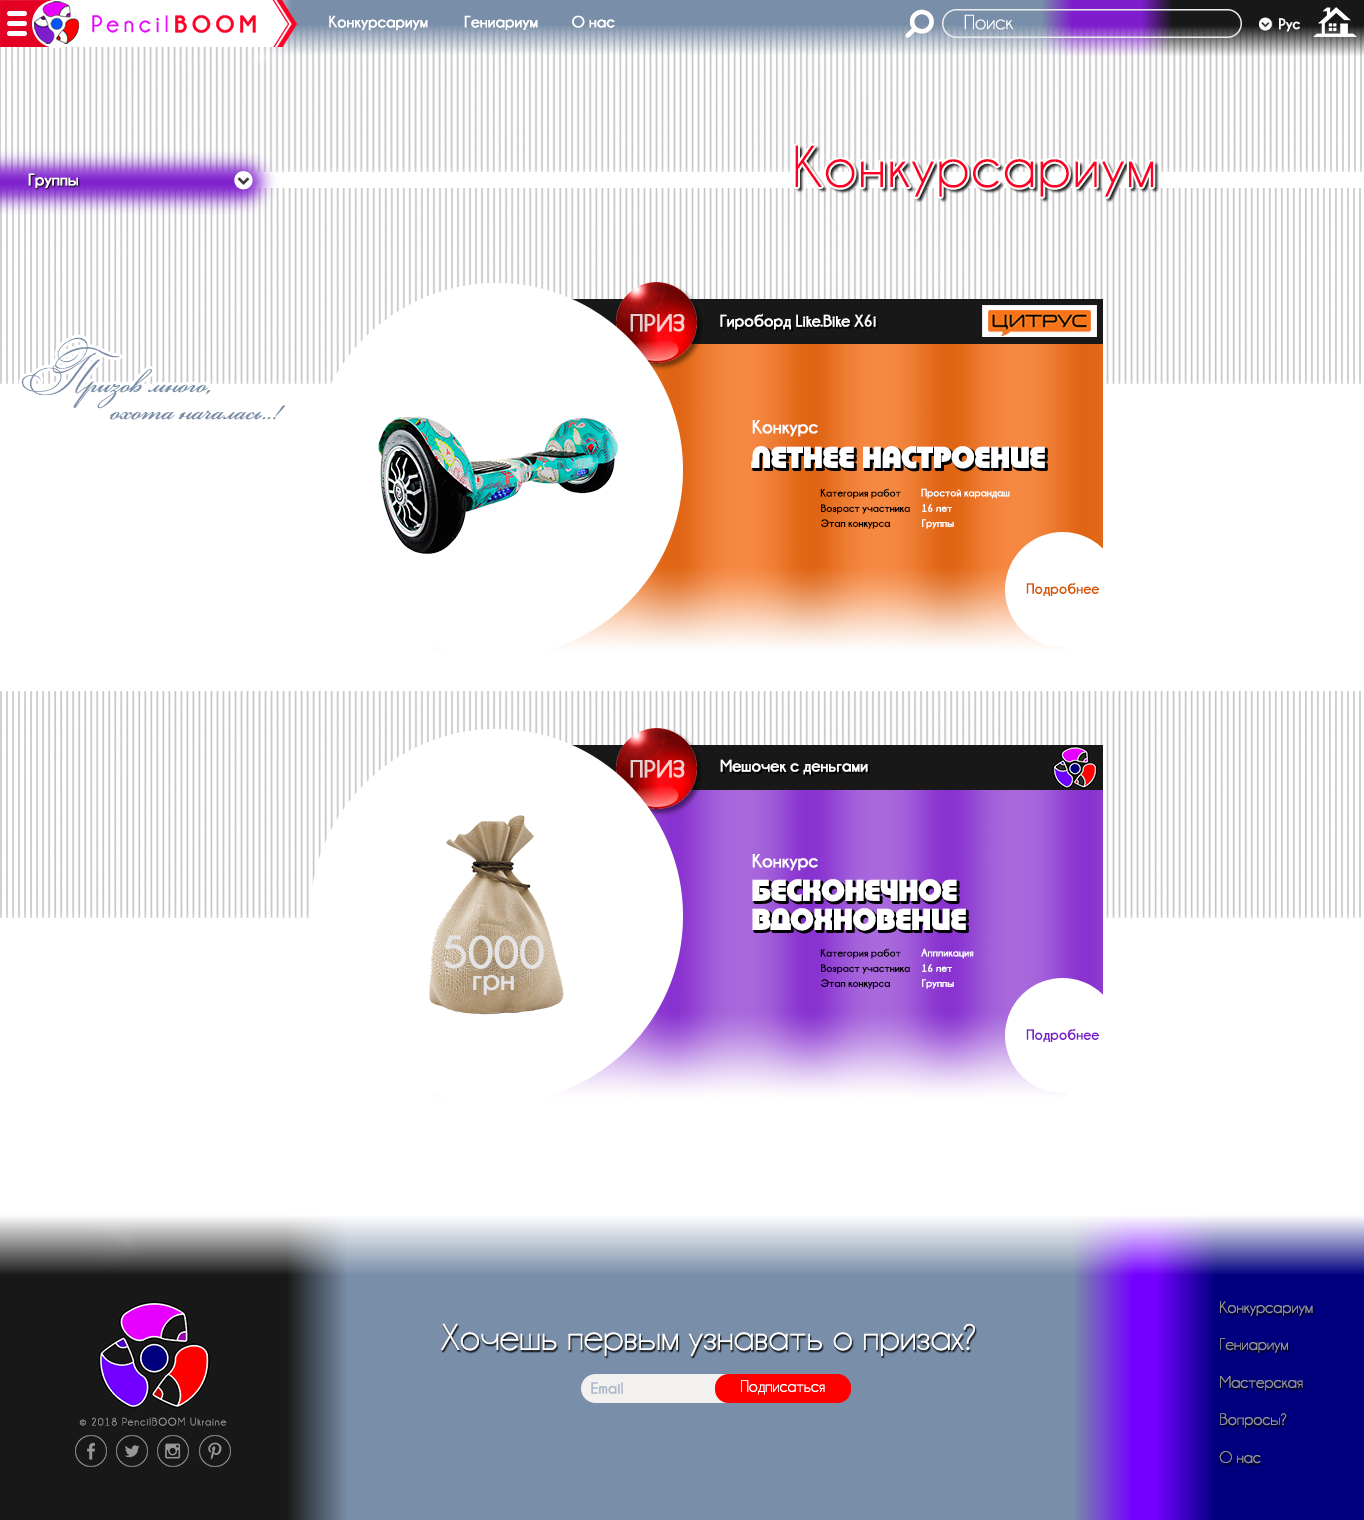 PencilBOOM
Конкурсариум
Гениариум
О нас
Поиск
Рус
Группы
Конкурсариум
Призов много,
охота началась..!
ПРИЗ
Гироборд Like.Bike X6i
ЦИТРУС
Конкурс
ЛЕТНЕЕ НАСТРОЕНИЕ
Категория работ Простой карандаш
Возраст участника 16 лет
Этап конкурса Группы
Подробнее
ПРИЗ
Мешочек с деньгами
5000
грн
Конкурс
БЕСКОНЕЧНОЕ
ВДОХНОВЕНИЕ
Категория работ Аппликация
Возраст участника 16 лет
Этап конкурса Группы
Подробнее
Хочешь первым узнавать о призах?
Email
Подписаться
© 2018 PencilBOOM Ukraine
Конкурсариум
Гениариум
Мастерская
Вопросы?
О нас